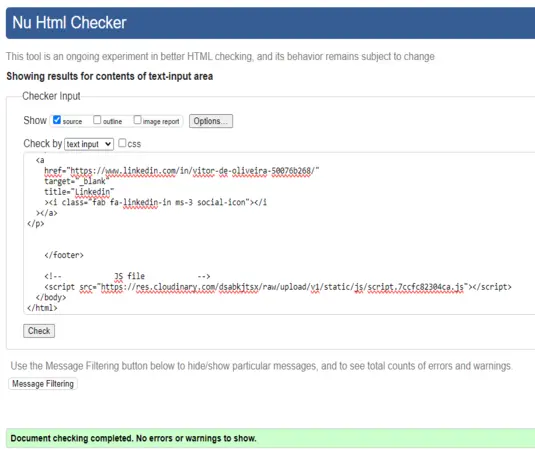 Nu Html Checker
This tool is an ongoing experiment in better HTML checking, and its behavior remains subject to change
Showing results for contents of text-input area
Checker Input
Show source outline image report Options...
Check by text input css
<a
href="https://www.linkedin.com/in/vitor-de-oliveira-50076b268/"
target="_blank"
title="Linkedin"
><i class="fab fa-linkedin-in ms-3 social-icon"></i
></a>
</p>
</footer>
<!-- JS file -->
<script src="https://res.cloudinary.com/dsabkjtsx/raw/upload/v1/static/js/script.7ccfc82304ca.js"></script>
</body>
</html>
Check
Use the Message Filtering button below to hide/show particular messages, and to see total counts of errors and warnings.
Message Filtering
Document checking completed. No errors or warnings to show.